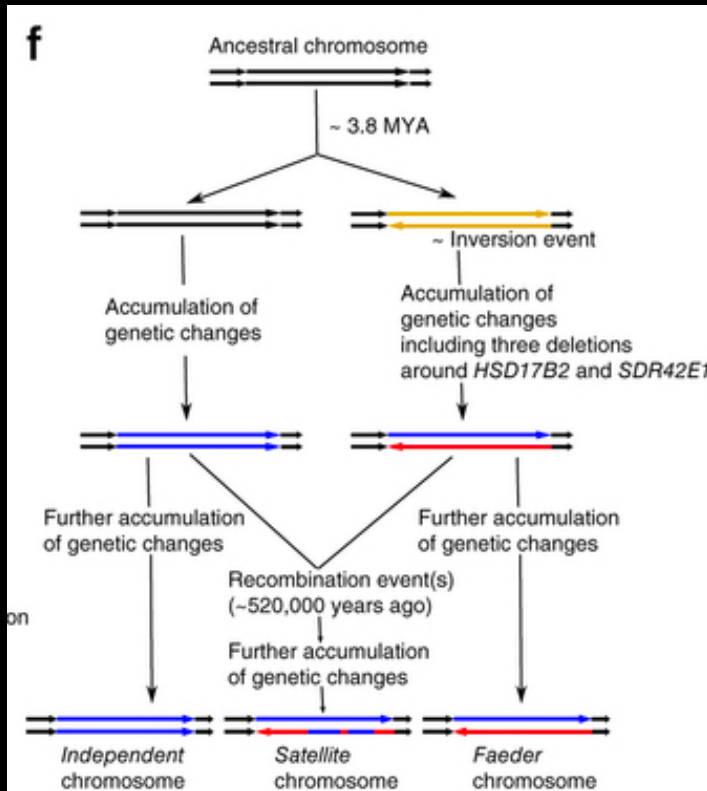 f
Ancestral chromosome
~ 3.8 MYA
~ Inversion event
Accumulation of
genetic changes
Accumulation of
genetic changes
including three deletions
around HSD17B2 and SDR42E1
Further accumulation
of genetic changes
Further accumulation
of genetic changes
Recombination event(s)
(~520,000 years ago)
on
Further accumulation
of genetic changes
Independent
chromosome
Satellite
chromosome
Faeder
chromosome